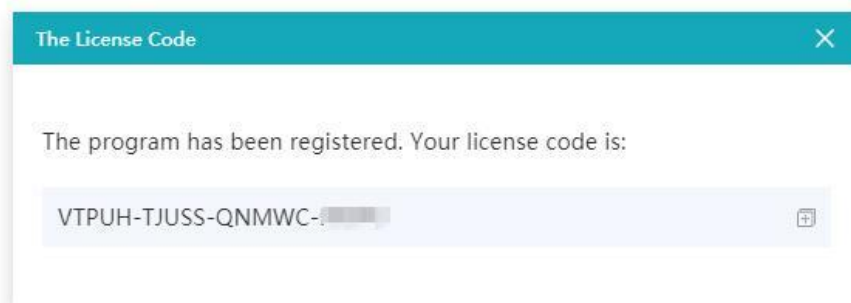 The License Code
The program has been registered. Your license code is:
VTPUH-TJUSS-QNMWC-